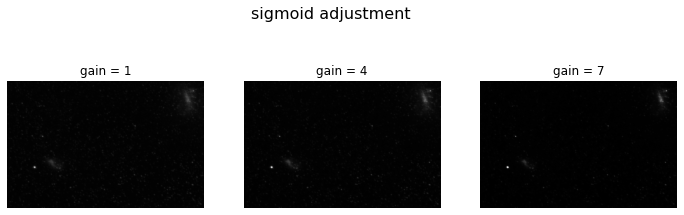 sigmoid adjustment
gain = 1
gain = 4
gain = 7